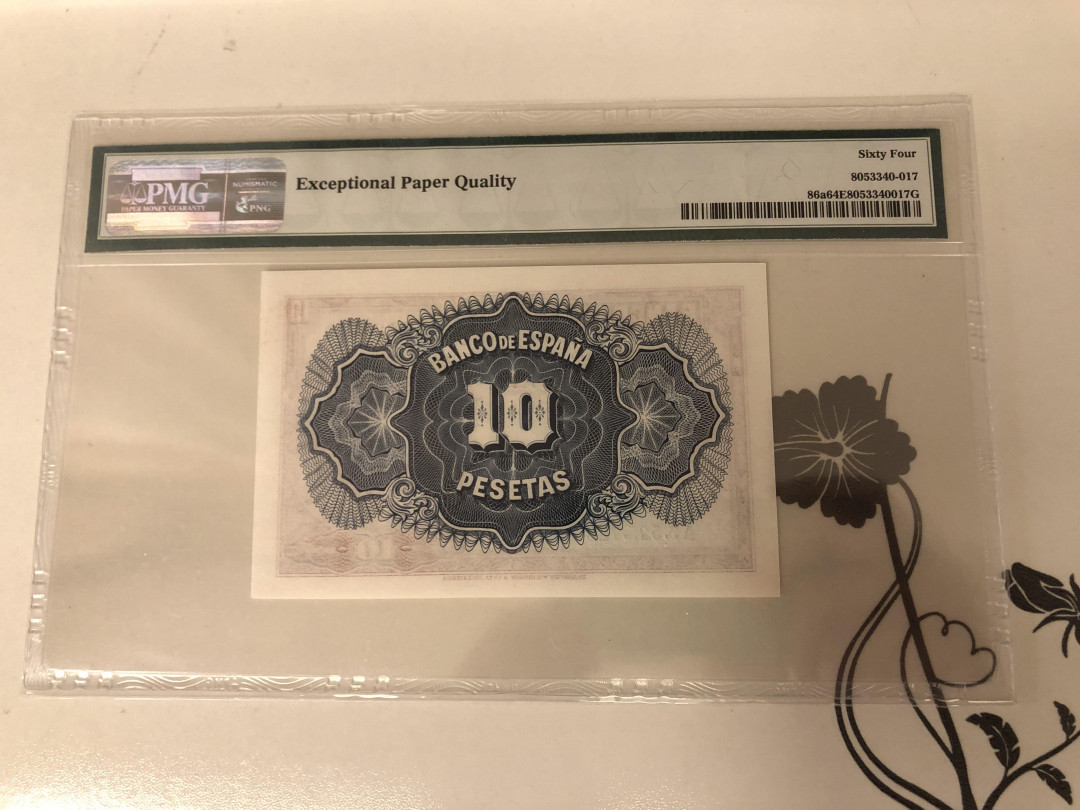 Sixty Four
PMG
PAPER MONEY GUARANTY
NUMISMATIC
PNG
Exceptional Paper Quality
8053340-017
86a64E8053340017G
BANCO DE ESPAÑA
10
PESETAS